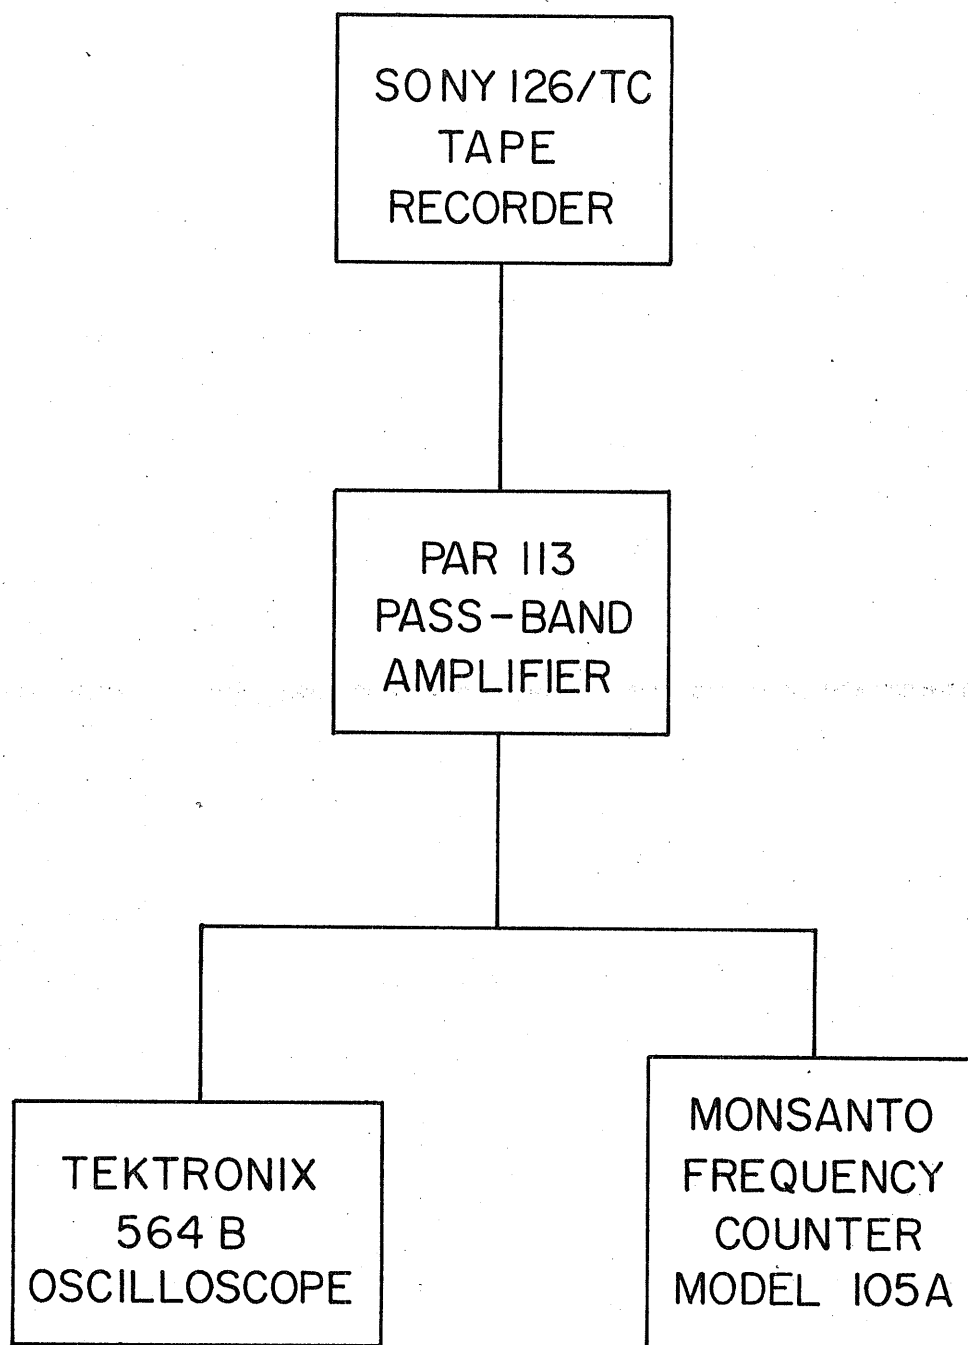 SONY 126/TC
TAPE
RECORDER
PAR 113
PASS-BAND
AMPLIFIER
TEKTRONIX
564 B
OSCILLOSCOPE
MONSANTO
FREQUENCY
COUNTER
MODEL 105A